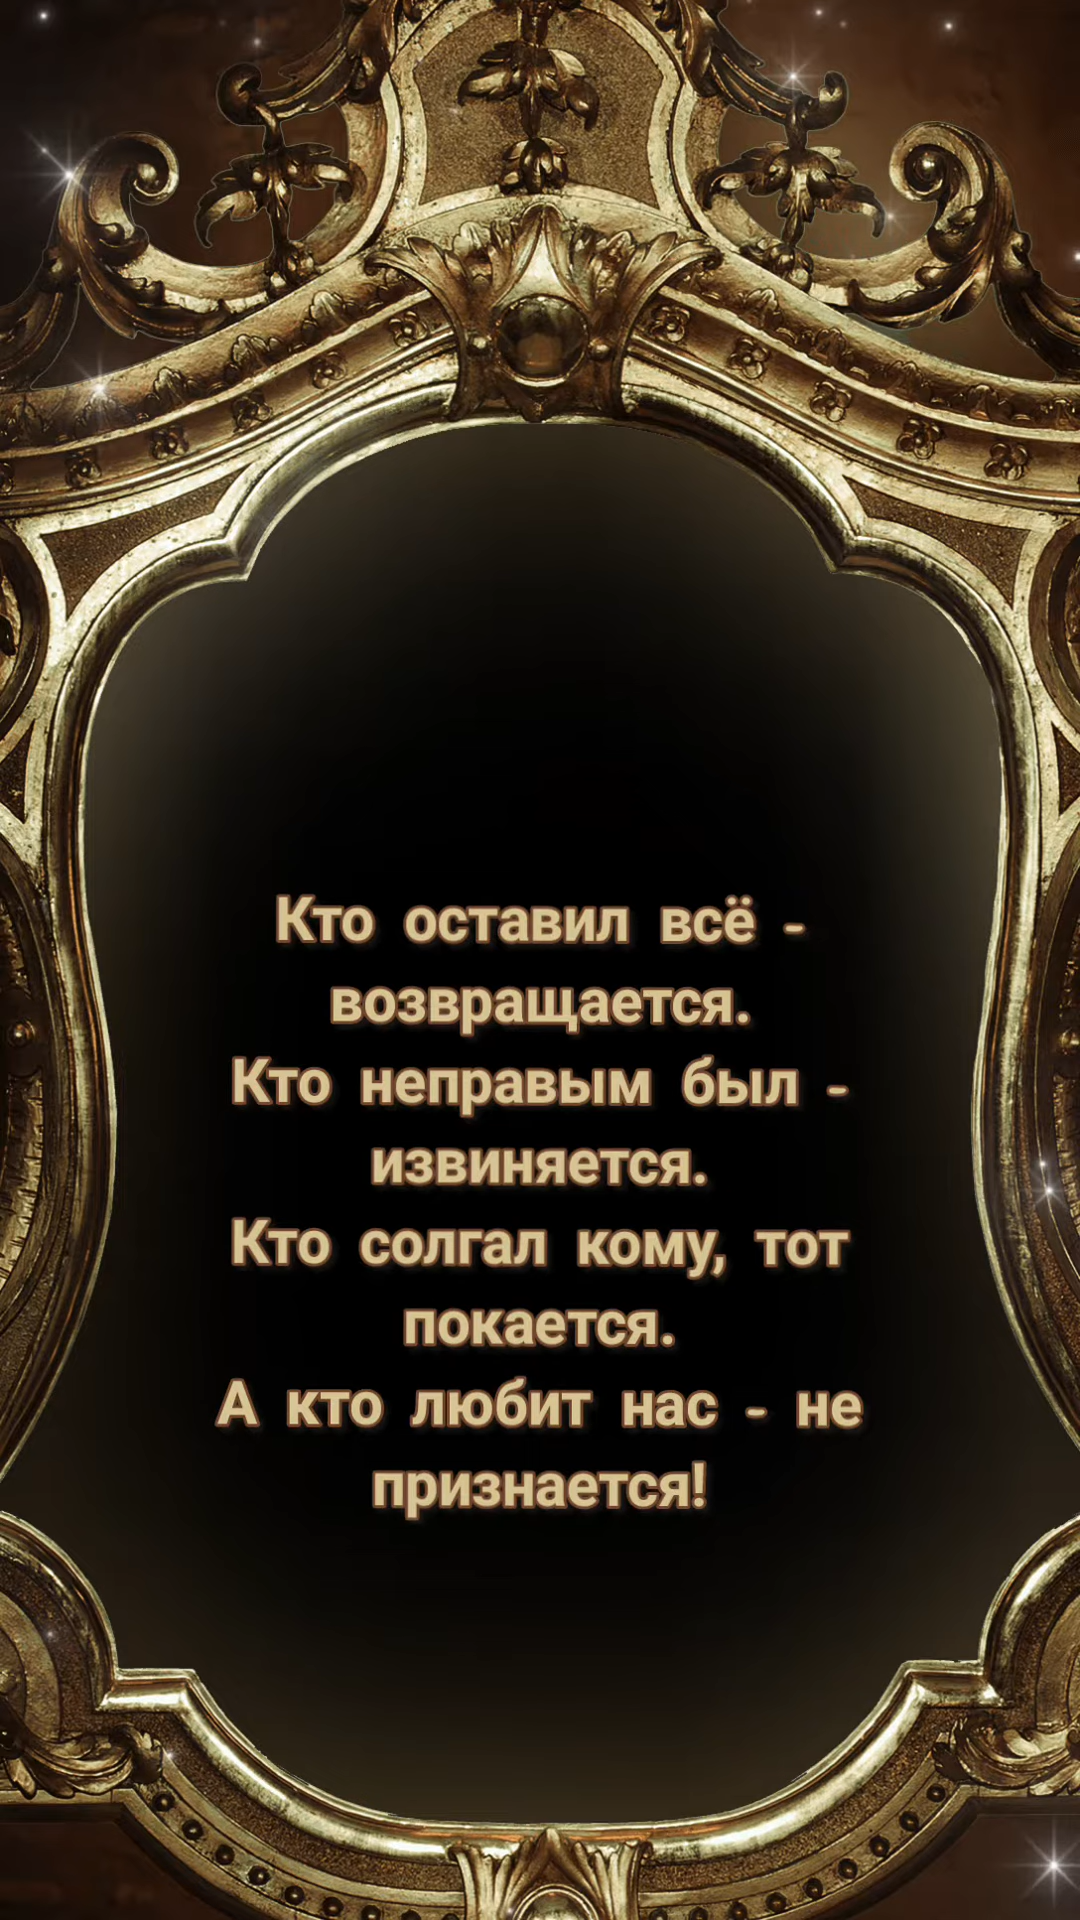 Кто оставил всё -
возвращается.
Кто неправым был -
извиняется.
Кто солгал кому, тот
покается.
А кто любит нас - не
признается!